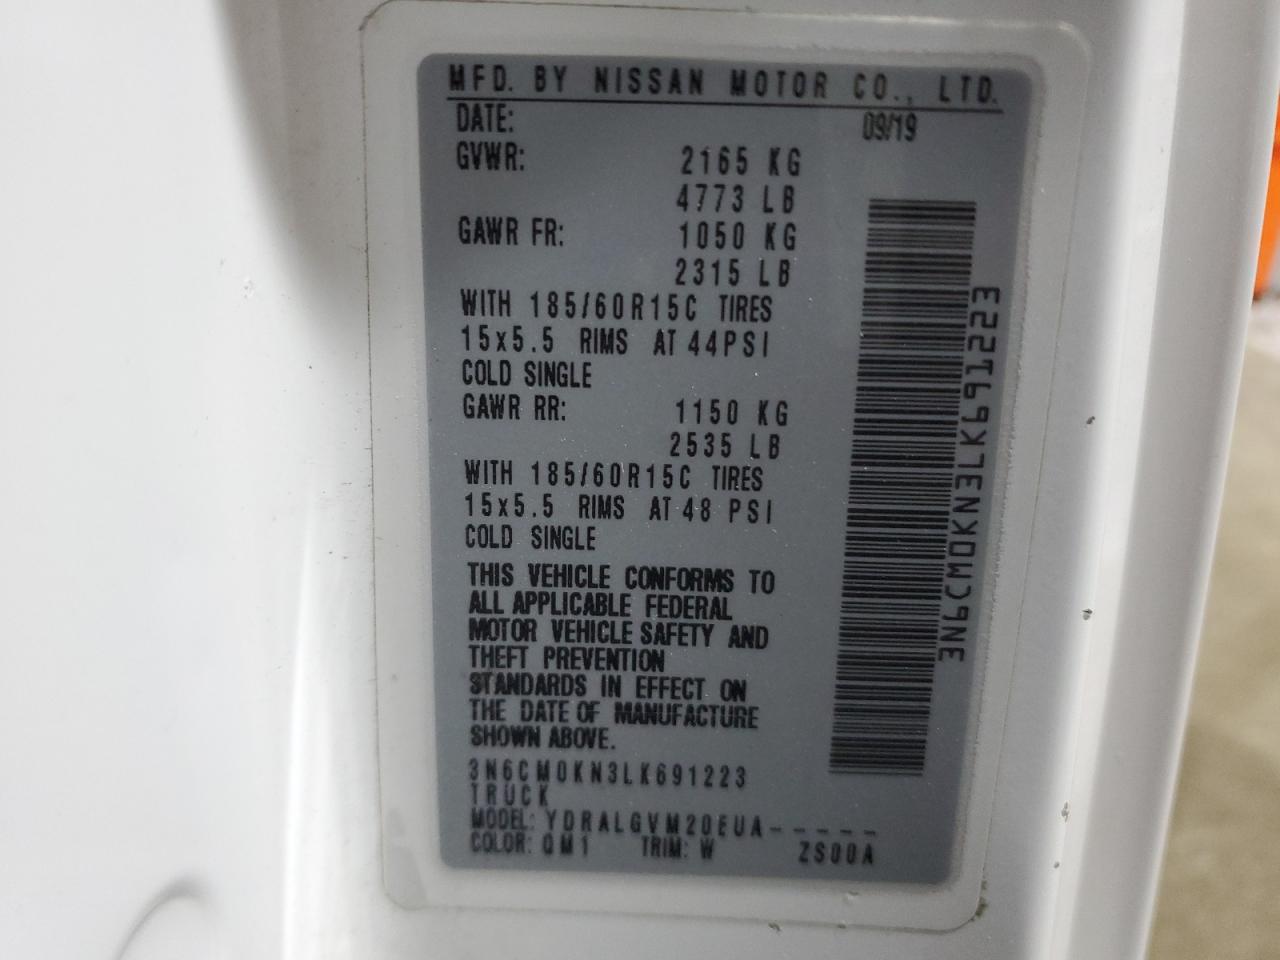 MFD. BY NISSAN MOTOR CO., LTD.
DATE: 09/19
GVWR: 2165 KG
4773 LB
GAWR FR: 1050 KG
2315 LB
WITH 185/60R15C TIRES
15x5.5 RIMS AT 44PSI
COLD SINGLE
GAWR RR: 1150 KG
2535 LB
WITH 185/60R15C TIRES
15x5.5 RIMS AT 48 PSI
COLD SINGLE
THIS VEHICLE CONFORMS TO
ALL APPLICABLE FEDERAL
MOTOR VEHICLE SAFETY AND
THEFT PREVENTION
STANDARDS IN EFFECT ON
THE DATE OF MANUFACTURE
SHOWN ABOVE.
3N6CM0KN3LK691223
TRUCK
MODEL: YDRALGVM20EUA-----
COLOR: QM1 TRIM: W ZS00A
3N6CM0KN3LK691223